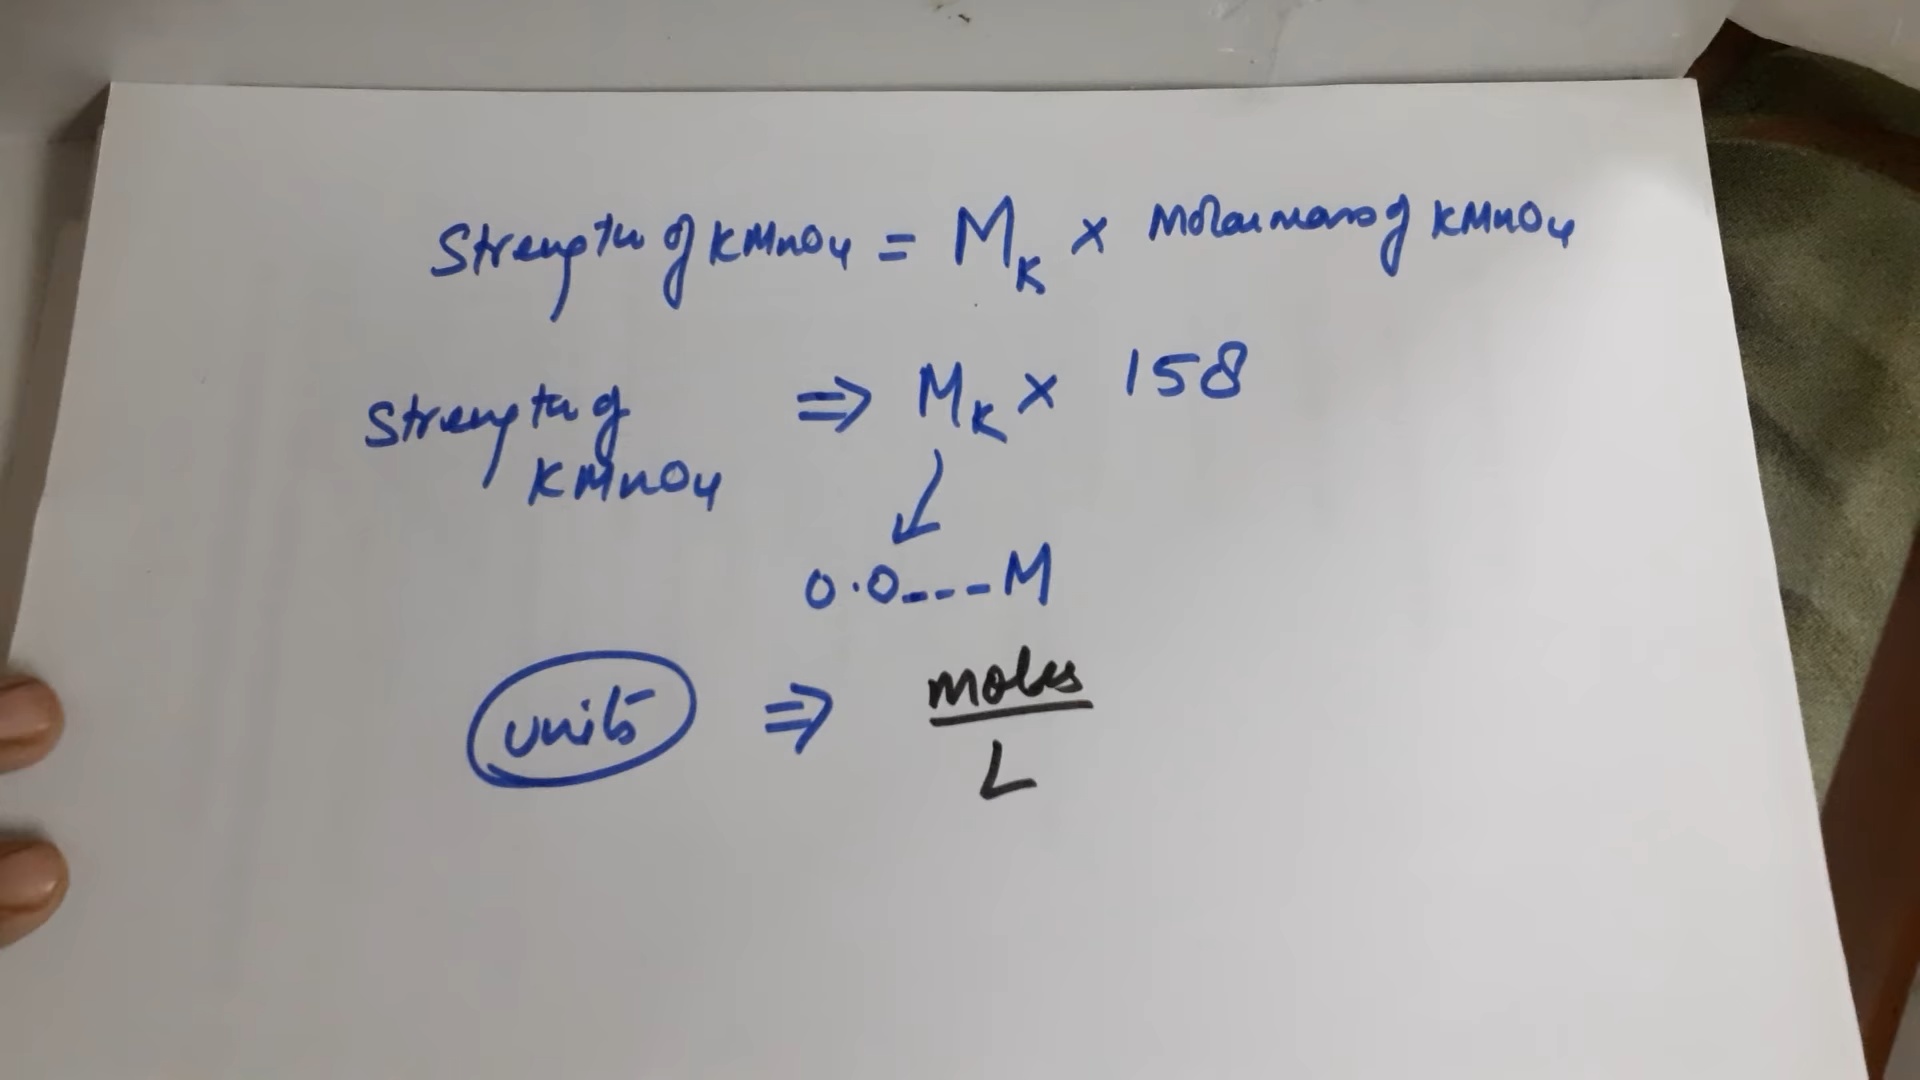 Strength of KMnO4 = MK × Molar mass of KMnO4
Strength of ⇒ MK × 158
KMnO4
0.0---M
units ⇒ moles
L